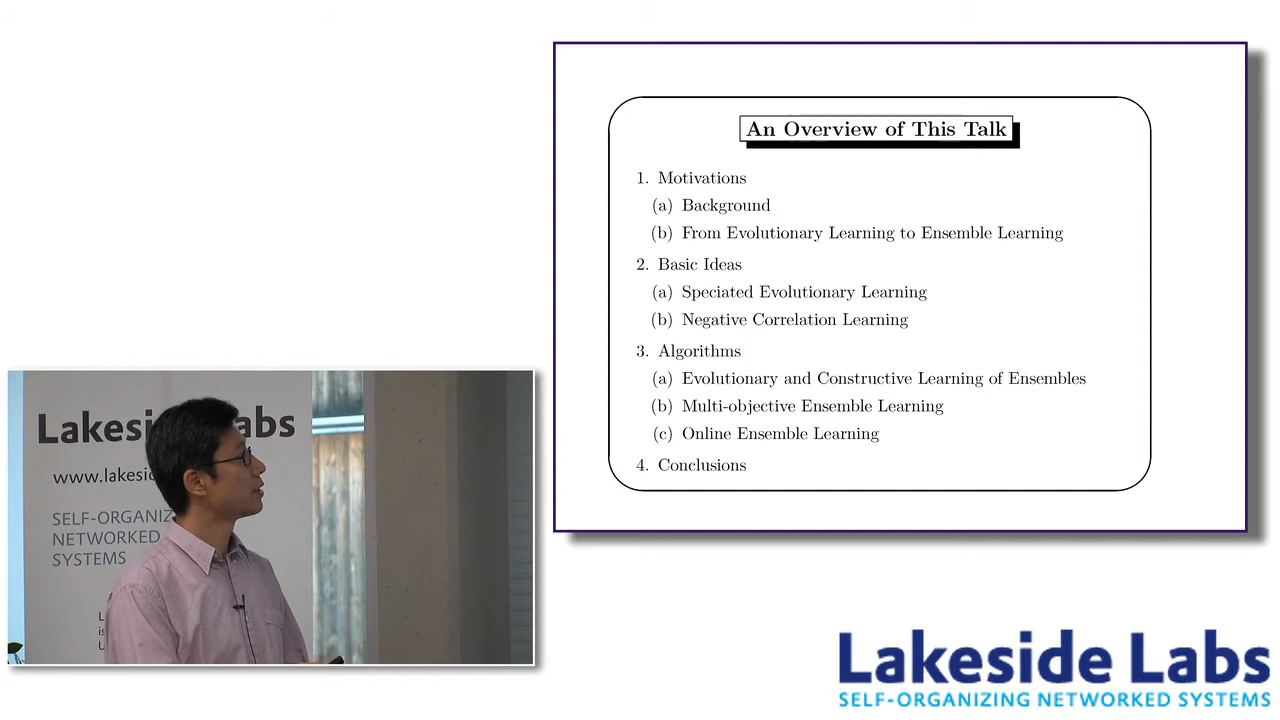 An Overview of This Talk
1. Motivations
(a) Background
(b) From Evolutionary Learning to Ensemble Learning
2. Basic Ideas
(a) Speciated Evolutionary Learning
(b) Negative Correlation Learning
3. Algorithms
(a) Evolutionary and Constructive Learning of Ensembles
(b) Multi-objective Ensemble Learning
(c) Online Ensemble Learning
4. Conclusions
Lakesi abs
www.lakesid
SELF-ORGANIZ
NETWORKED
SYSTEMS
L
is
U
Lakeside Labs
SELF-ORGANIZING NETWORKED SYSTEMS